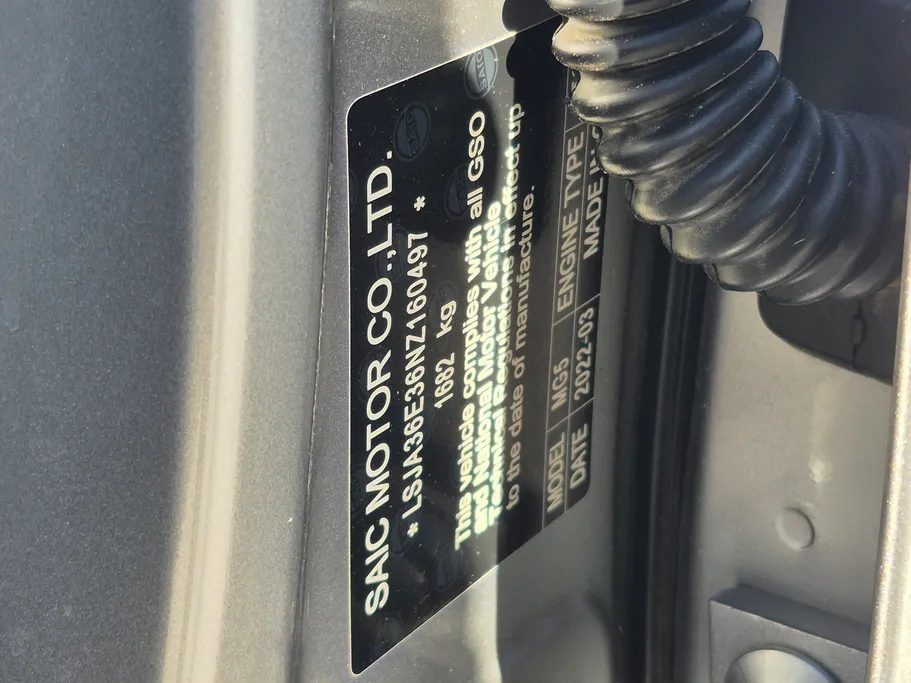 SAIC MOTOR CO.,LTD.
* LSJA36E36NZ160497 *
1682 kg
This vehicle complies with all GSO
and National Motor Vehicle
Technical Regulations in effect up
to the date of manufacture.
MODEL MG5 ENGINE TYPE
DATE 2022-03 MADE